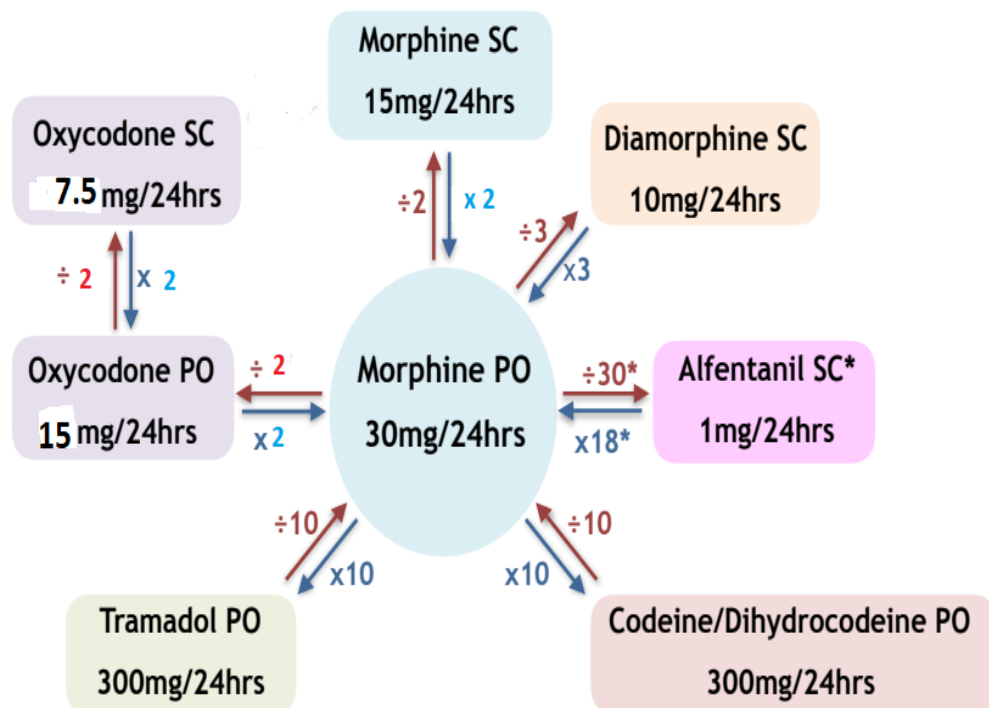 Morphine SC
15mg/24hrs
Oxycodone SC
7.5 mg/24hrs
Diamorphine SC
10mg/24hrs
÷2
x 2
÷3
x3
÷ 2
x 2
Oxycodone PO
15 mg/24hrs
÷ 2
x 2
Morphine PO
30mg/24hrs
÷30*
x18*
Alfentanil SC*
1mg/24hrs
÷10
x10
x10
÷10
Tramadol PO
300mg/24hrs
Codeine/Dihydrocodeine PO
300mg/24hrs